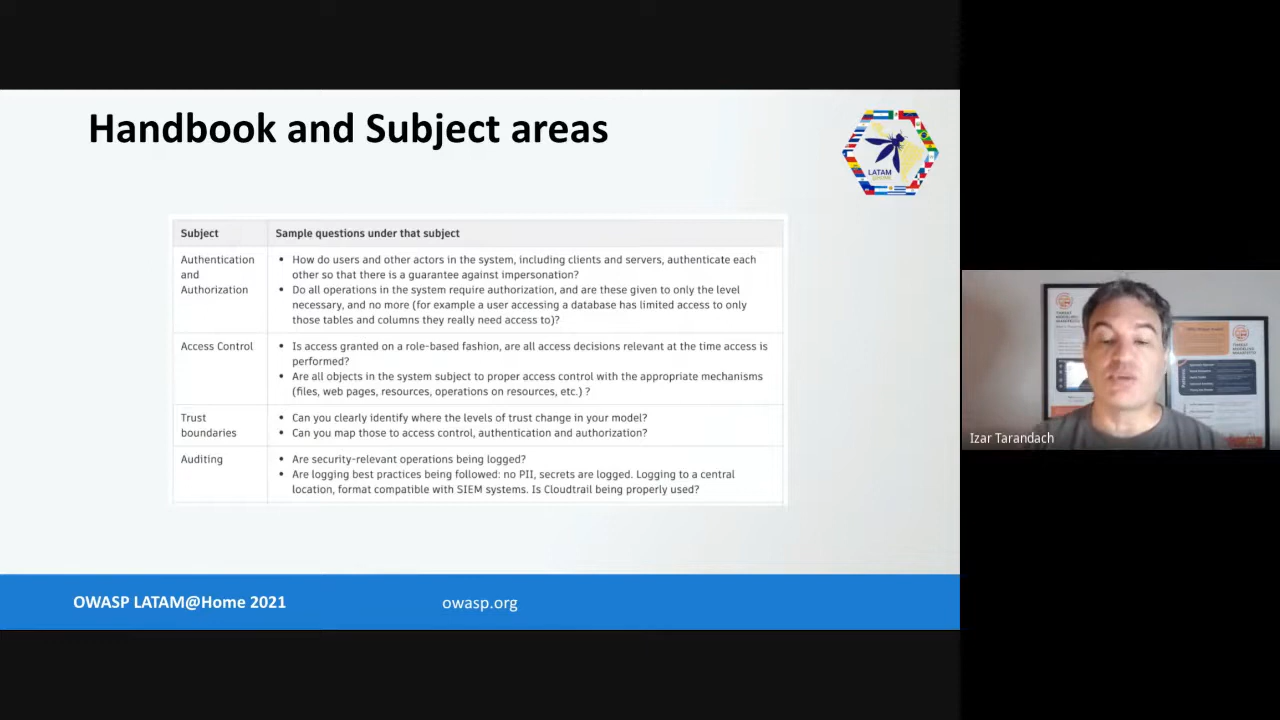 Handbook and Subject areas
LATAM
Subject
Sample questions under that subject
Authentication
and
Authorization
• How do users and other actors in the system, including clients and servers, authenticate each
other so that there is a guarantee against impersonation?
• Do all operations in the system require authorization, and are these given to only the level
necessary, and no more (for example a user accessing a database has limited access to only
those tables and columns they really need access to)?
Access Control
• Is access granted on a role-based fashion, are all access decisions relevant at the time access is
performed?
• Are all objects in the system subject to proper access control with the appropriate mechanisms
(files, web pages, resources, operations on resources, etc.) ?
Trust
boundaries
• Can you clearly identify where the levels of trust change in your model?
• Can you map those to access control, authentication and authorization?
Auditing
• Are security-relevant operations being logged?
• Are logging best practices being followed: no PII, secrets are logged. Logging to a central
location, format compatible with SIEM systems. Is Cloudtrail being properly used?
OWASP LATAM@Home 2021
owasp.org
Izar Tarandach